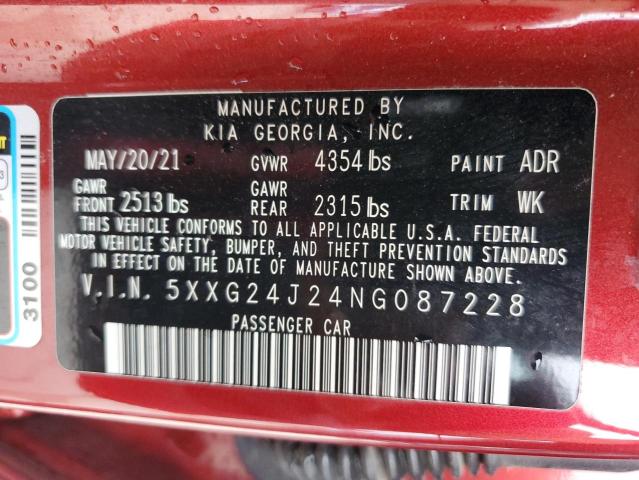 MANUFACTURED BY
KIA GEORGIA, INC.
MAY/20/21 GVWR 4354 lbs PAINT ADR
GAWR FRONT 2513 lbs GAWR REAR 2315 lbs TRIM WK
THIS VEHICLE CONFORMS TO ALL APPLICABLE U.S.A. FEDERAL
MOTOR VEHICLE SAFETY, BUMPER, AND THEFT PREVENTION STANDARDS
IN EFFECT ON THE DATE OF MANUFACTURE SHOWN ABOVE.
V.I.N. 5XXG24J24NG087228
PASSENGER CAR
3100